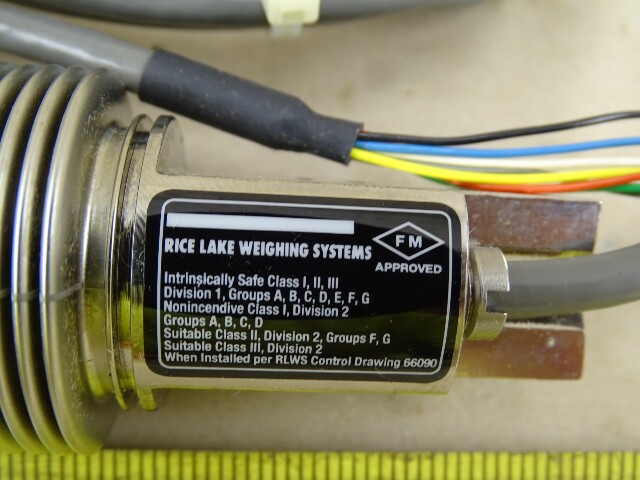 RICE LAKE WEIGHING SYSTEMS
FM
APPROVED
Intrinsically Safe Class I, II, III
Division 1, Groups A, B, C, D, E, F, G
Nonincendive Class I, Division 2
Groups A, B, C, D
Suitable Class II, Division 2, Groups F, G
Suitable Class III, Division 2
When Installed per RLWS Control Drawing 66090